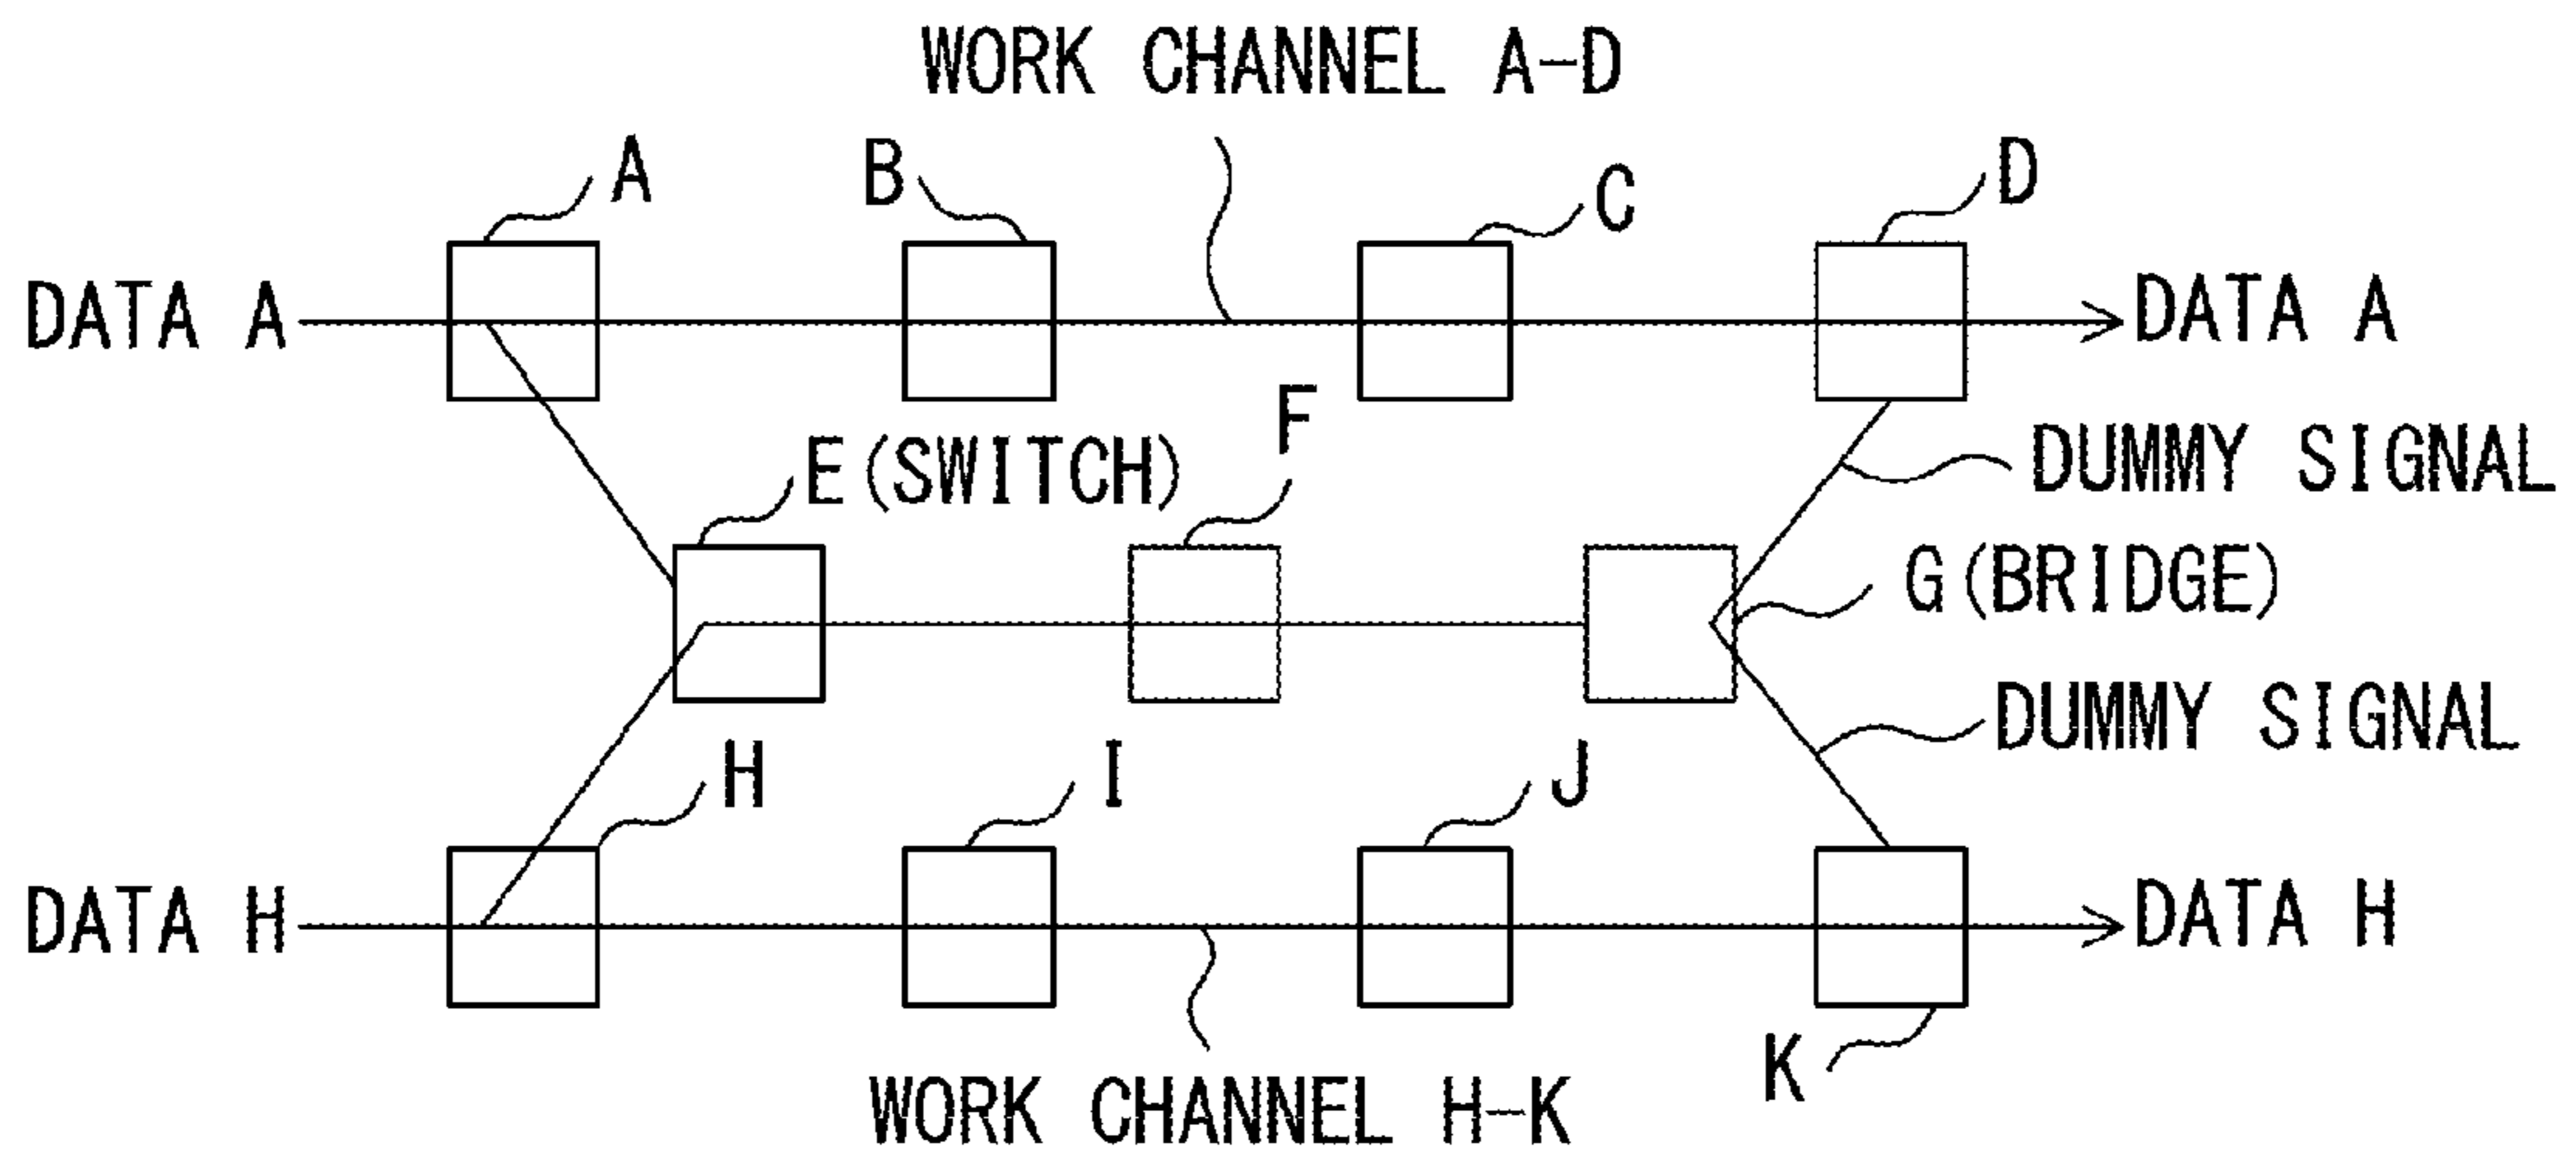 WORK CHANNEL A-D
A
B
C
D
DATA A
DATA A
E(SWITCH)
F
DUMMY SIGNAL
G(BRIDGE)
DUMMY SIGNAL
H
I
J
DATA H
DATA H
K
WORK CHANNEL H-K